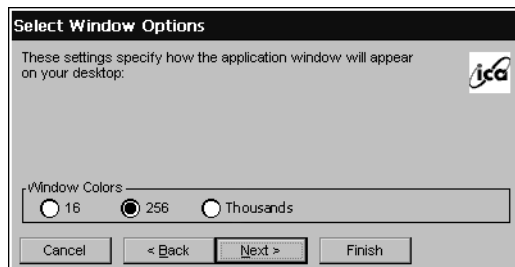 Select Window Options
These settings specify how the application window will appear
on your desktop:
ica
Window Colors
16 256 Thousands
Cancel < Back Next > Finish